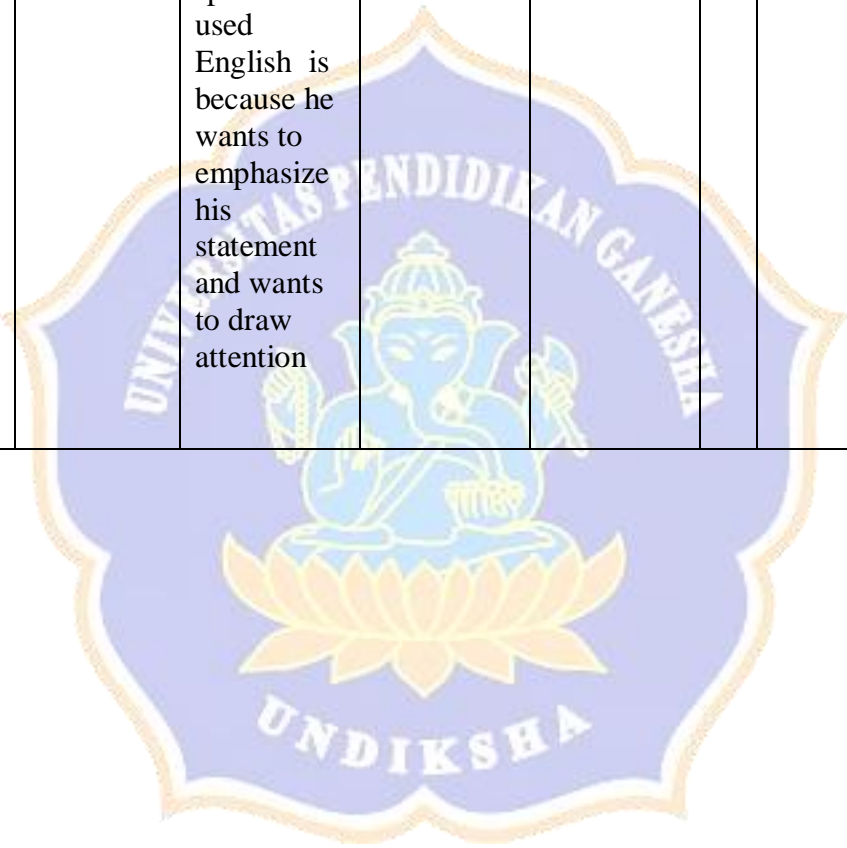 used
English is
because he
wants to
emphasize
his
statement
and wants
to draw
attention
UNIVERSITAS PENDIDIKAN GANESHA
UNDIKSHA